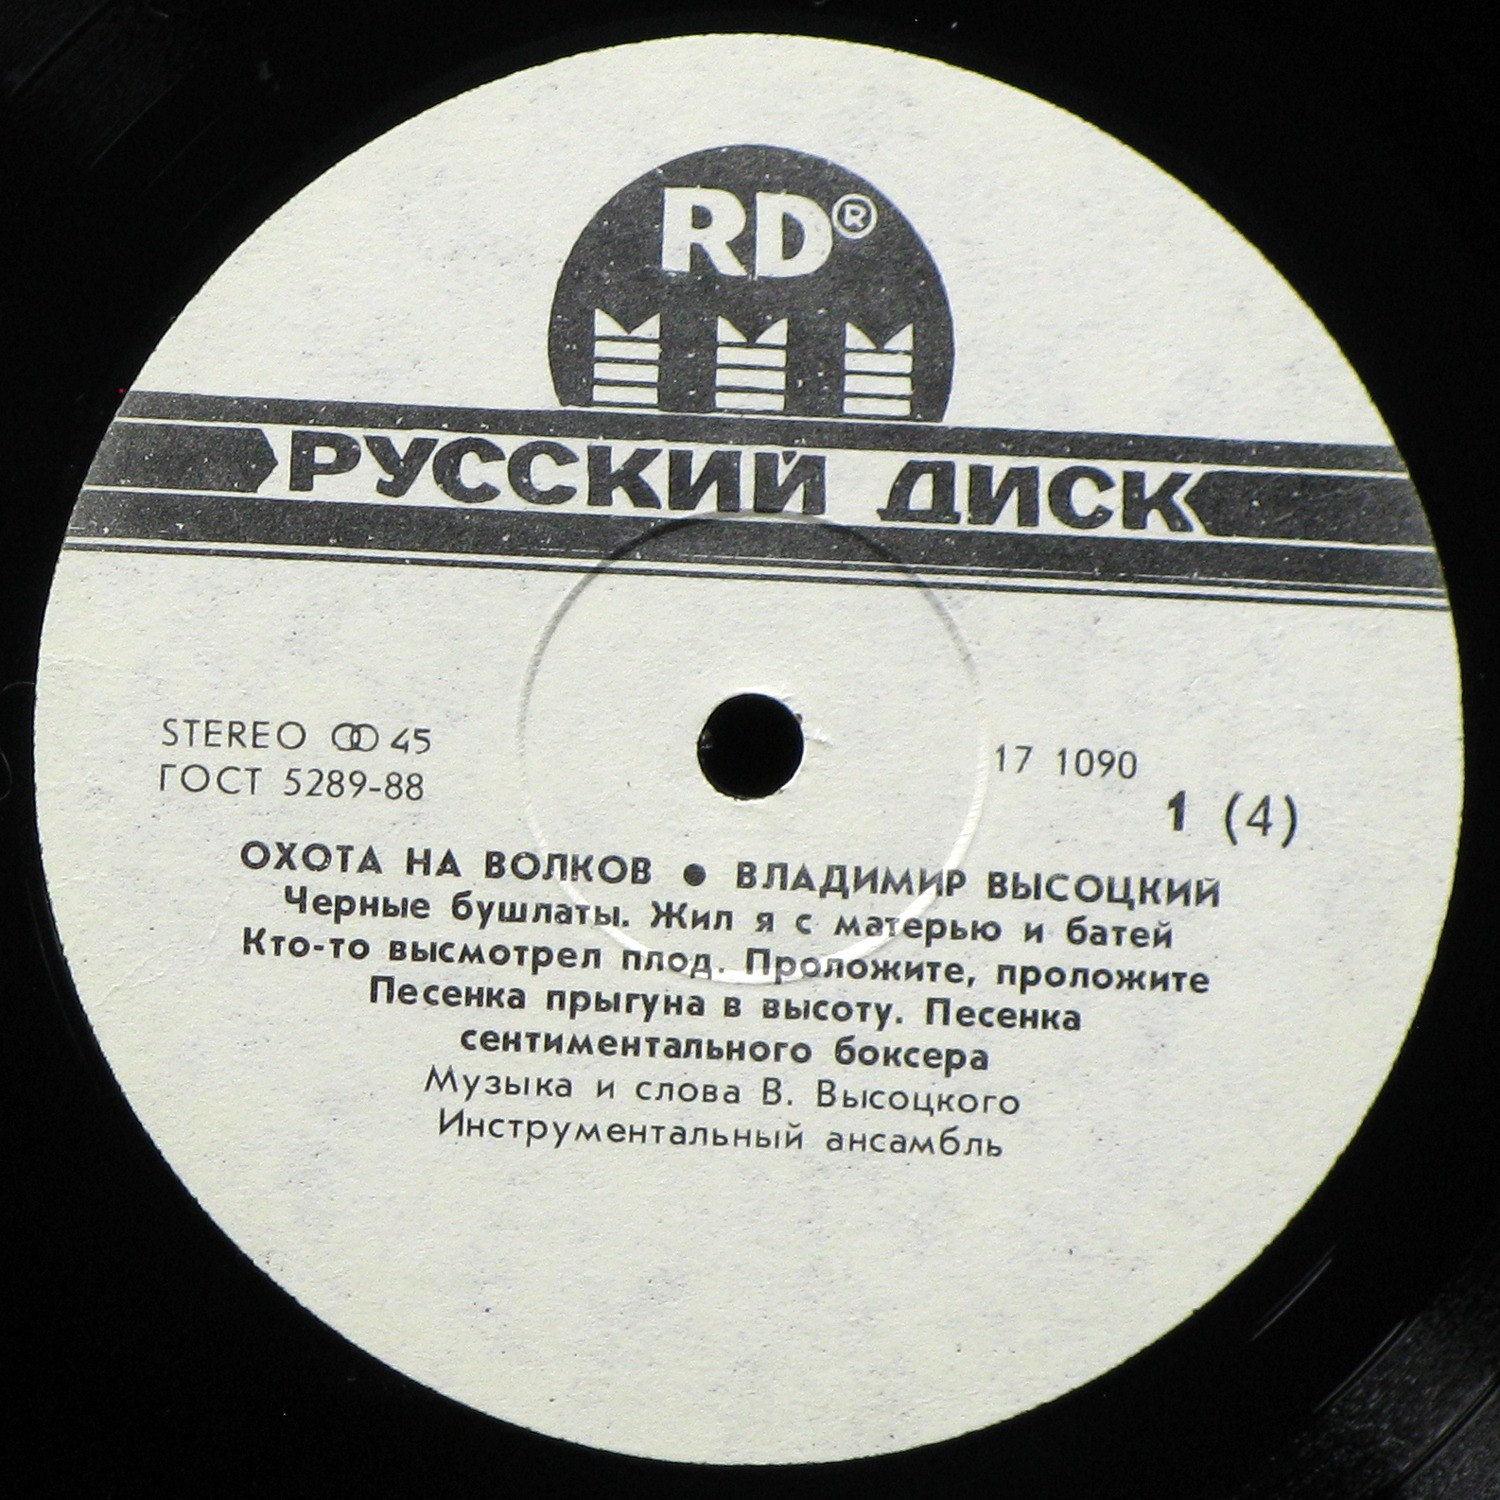 RD®
РУССКИЙ ДИСК
STEREO 45
ГОСТ 5289-88
17 1090
1 (4)
ОХОТА НА ВОЛКОВ ● ВЛАДИМИР ВЫСОЦКИЙ
Черные бушлаты. Жил я с матерью и батей
Кто-то высмотрел плод. Проложите, проложите
Песенка прыгуна в высоту. Песенка
сентиментального боксера
Музыка и слова В. Высоцкого
Инструментальный ансамбль